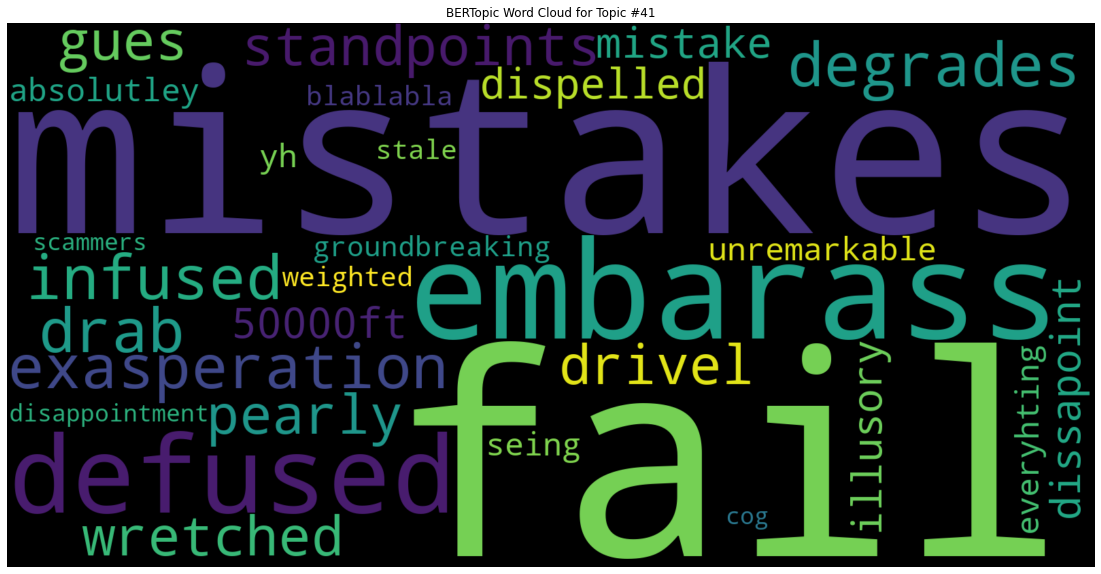 BERTopic Word Cloud for Topic #41
gues
standpoints
mistake
degrades
absolutley
blablabla
dispelled
mistakes
yh
stale
scammers
groundbreaking
unremarkable
infused
weighted
embarass
drab
50000ft
exasperation
drivel
illusory
everyhting
dissapoint
disappointment
pearly
fail
defused
seing
wretched
cog